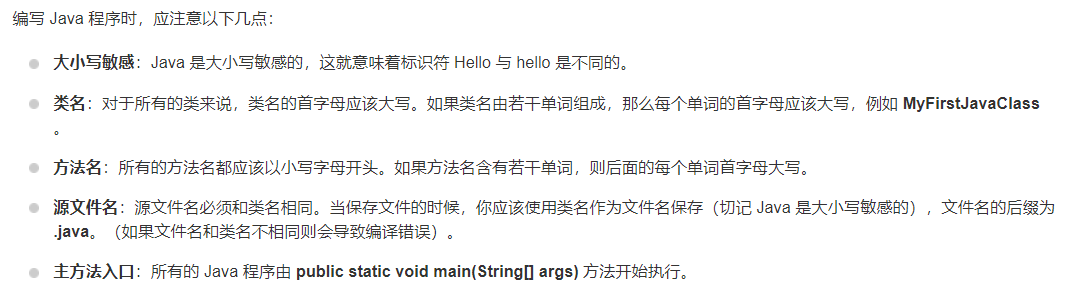 编写 Java 程序时，应注意以下几点：
大小写敏感：Java 是大小写敏感的，这就意味着标识符 Hello 与 hello 是不同的。
类名：对于所有的类来说，类名的首字母应该大写。如果类名由若干单词组成，那么每个单词的首字母应该大写，例如 MyFirstJavaClass
。
方法名：所有的方法名都应该以小写字母开头。如果方法名含有若干单词，则后面的每个单词首字母大写。
源文件名：源文件名必须和类名相同。当保存文件的时候，你应该使用类名作为文件名保存（切记 Java 是大小写敏感的），文件名的后缀为
.java。（如果文件名和类名不相同则会导致编译错误）。
主方法入口：所有的 Java 程序由 public static void main(String[] args) 方法开始执行。